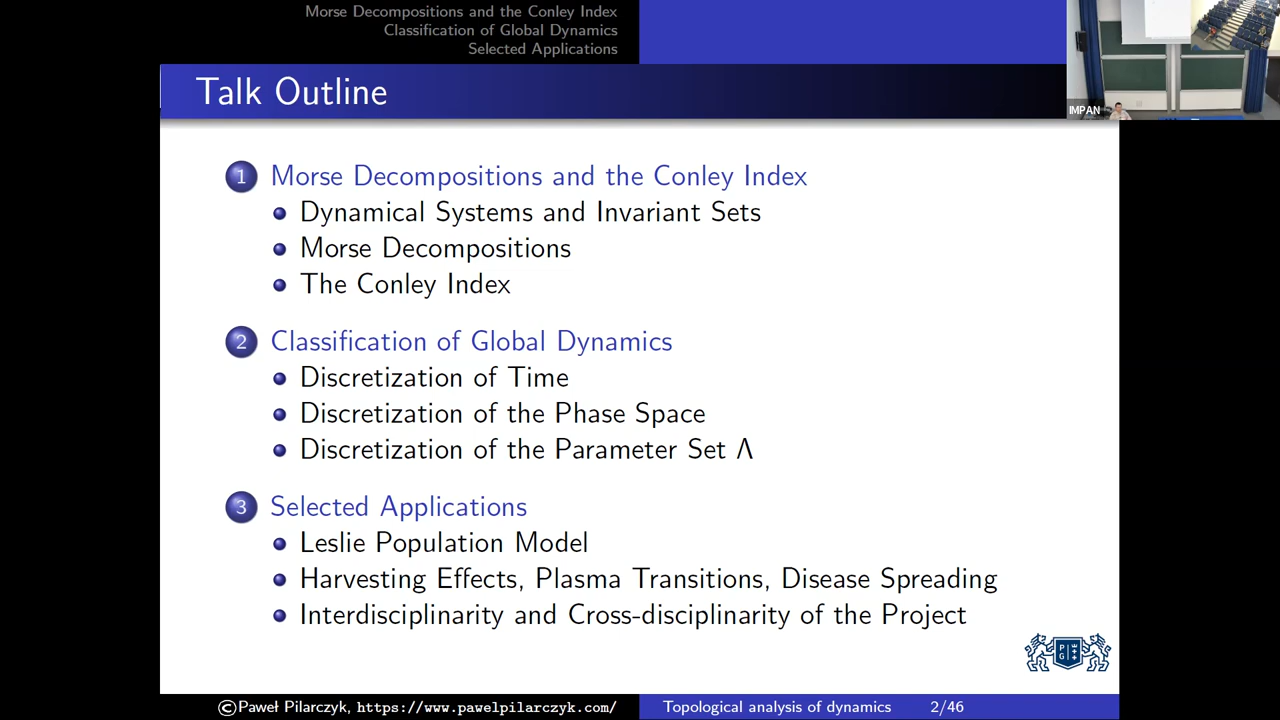 Morse Decompositions and the Conley Index
Classification of Global Dynamics
Selected Applications
Talk Outline
IMPAN
1 Morse Decompositions and the Conley Index
Dynamical Systems and Invariant Sets
Morse Decompositions
The Conley Index
2 Classification of Global Dynamics
Discretization of Time
Discretization of the Phase Space
Discretization of the Parameter Set Λ
3 Selected Applications
Leslie Population Model
Harvesting Effects, Plasma Transitions, Disease Spreading
Interdisciplinarity and Cross-disciplinarity of the Project
P G
©Paweł Pilarczyk, https://www.pawelpilarczyk.com/
Topological analysis of dynamics 2/46